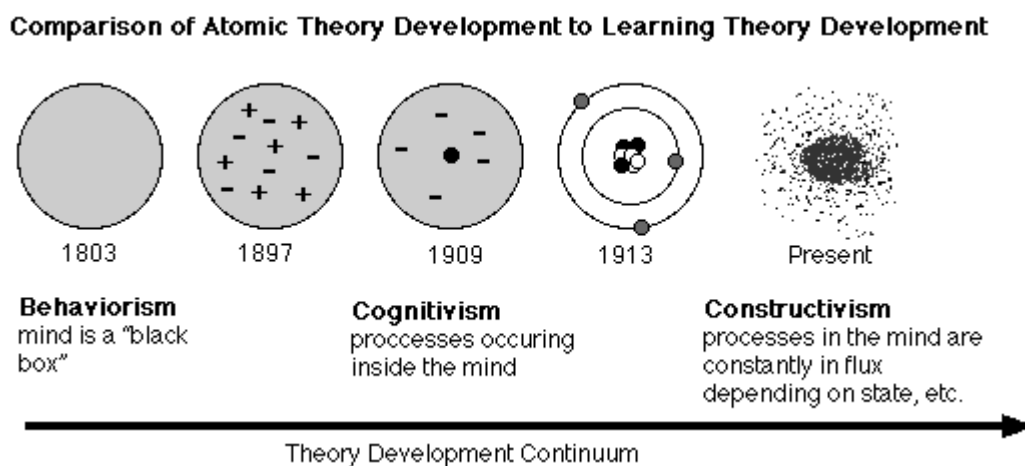 Comparison of Atomic Theory Development to Learning Theory Development
1803
1897
1909
1913
Present
Behaviorism
mind is a "black
box"
Cognitivism
proccesses occuring
inside the mind
Constructivism
processes in the mind are
constantly in flux
depending on state, etc.
Theory Development Continuum